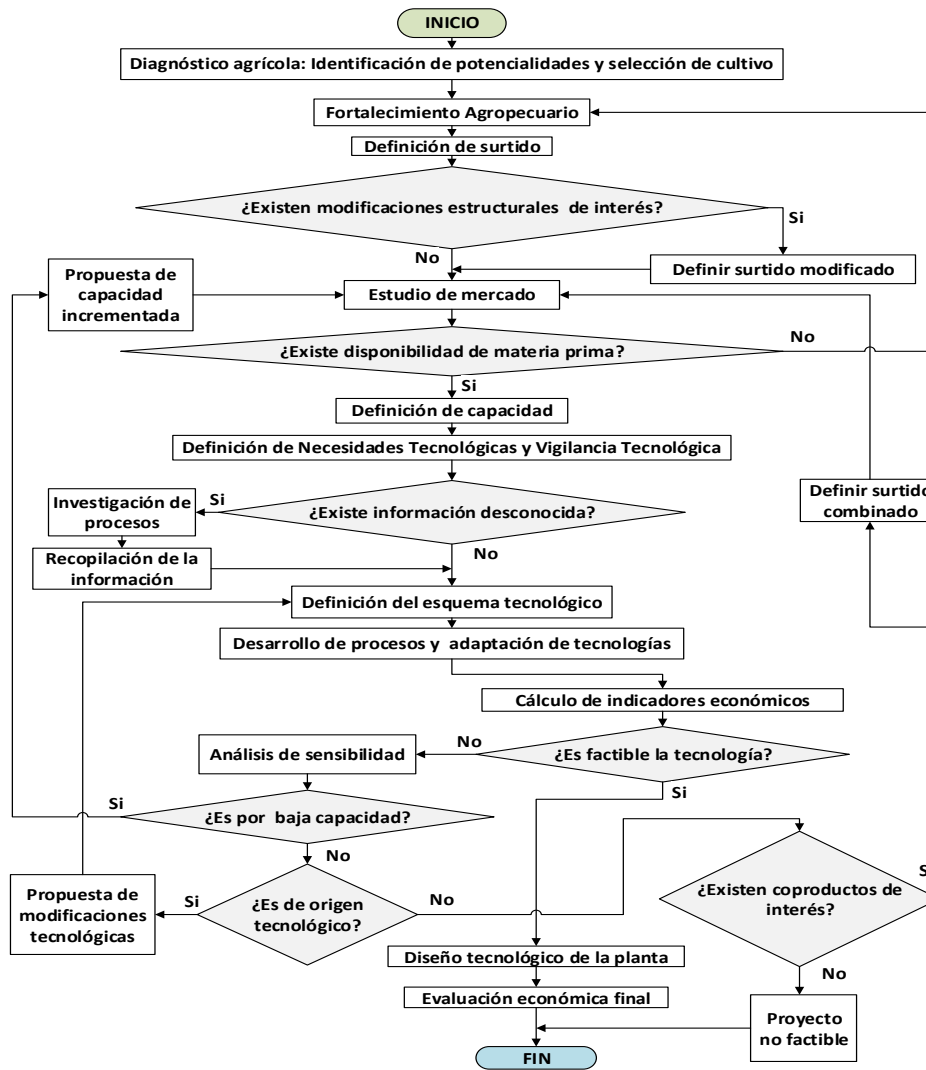 INICIO
Diagnóstico agrícola: Identificación de potencialidades y selección de cultivo
Fortalecimiento Agropecuario
Definición de surtido
¿Existen modificaciones estructurales de interés?
Si
No
Definir surtido modificado
Propuesta de
capacidad
incrementada
Estudio de mercado
¿Existe disponibilidad de materia prima?
No
Si
Definición de capacidad
Definición de Necesidades Tecnológicas y Vigilancia Tecnológica
Investigación de
procesos
Si
¿Existe información desconocida?
Definir surtido
combinado
No
Recopilación de la
información
Definición del esquema tecnológico
Desarrollo de procesos y adaptación de tecnologías
Cálculo de indicadores económicos
Análisis de sensibilidad
No
¿Es factible la tecnología?
Si
Si
¿Es por baja capacidad?
No
Propuesta de
modificaciones
tecnológicas
Si
¿Es de origen
tecnológico?
No
¿Existen coproductos de
interés?
Diseño tecnológico de la planta
No
Evaluación económica final
Proyecto
no factible
FIN